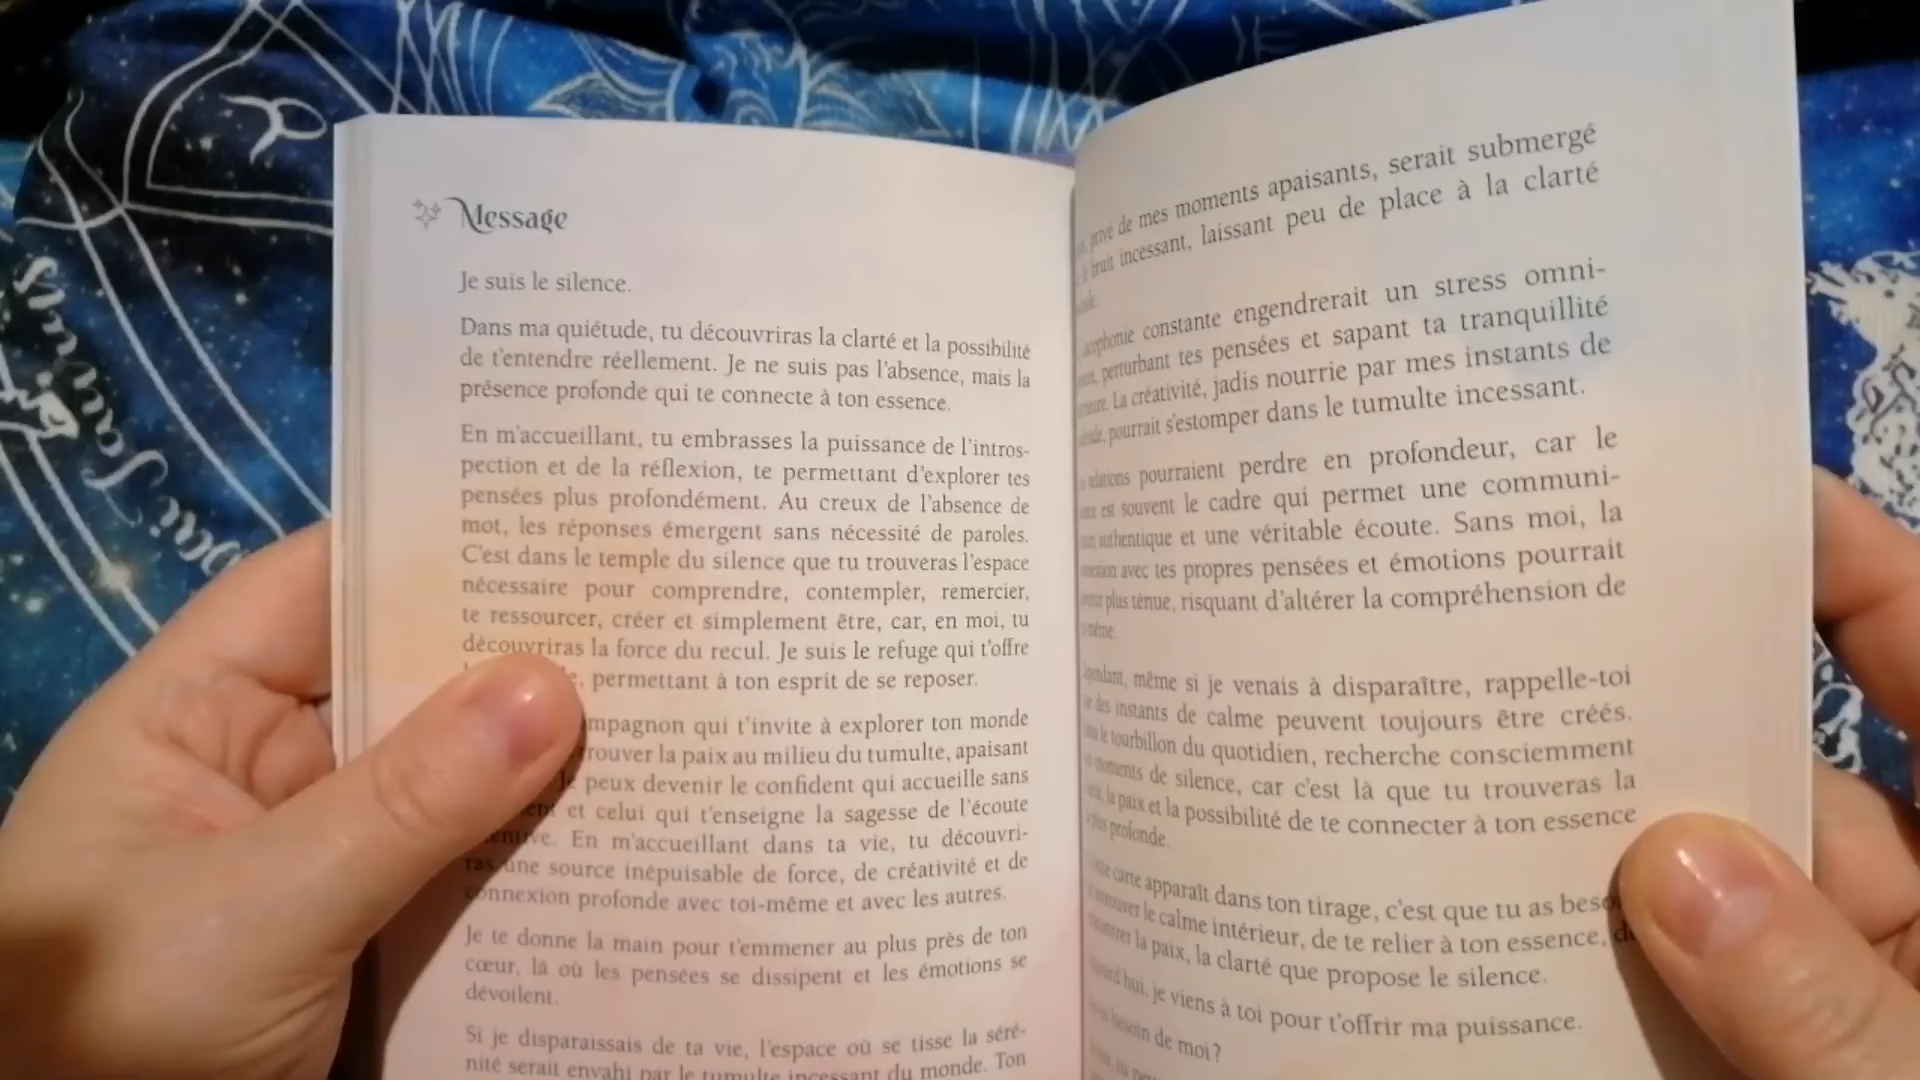 Message
Je suis le silence.
Dans ma quiétude, tu découvriras la clarté et la possibilité
de t'entendre réellement. Je ne suis pas l'absence, mais la
présence profonde qui te connecte à ton essence.
En m'accueillant, tu embrasses la puissance de l'intros-
pection et de la réflexion, te permettant d'explorer tes
pensées plus profondément. Au creux de l'absence de
mot, les réponses émergent sans nécessité de paroles.
C'est dans le temple du silence que tu trouveras l'espace
nécessaire pour comprendre, contempler, remercier,
te ressourcer, créer et simplement être, car, en moi, tu
découvriras la force du recul. Je suis le refuge qui t'offre
permettant à ton esprit de se reposer.
qui t'invite à explorer ton monde
la paix au milieu du tumulte, apaisant
peux devenir le confident qui accueille sans
et celui qui t'enseigne la sagesse de l'écoute
En m'accueillant dans ta vie, tu découvri-
ras une source inépuisable de force, de créativité et de
connexion profonde avec toi-même et avec les autres.
Je te donne la main pour t'emmener au plus près de ton
cœur, là où les pensées se dissipent et les émotions se
dévoilent.
Si je disparaissais de ta vie, l'espace où se tisse la séré-
nité serait envahi par le tumulte incessant du monde. Ton
privé de mes moments apaisants, serait submergé
bruit incessant, laissant peu de place à la clarté
constante engendrerait un stress omni-
perturbant tes pensées et sapant ta tranquillité
La créativité, jadis nourrie par mes instants de
pourrait s'estomper dans le tumulte incessant.
relations pourraient perdre en profondeur, car le
est souvent le cadre qui permet une communi-
authentique et une véritable écoute. Sans moi, la
avec tes propres pensées et émotions pourrait
plus ténue, risquant d'altérer la compréhension de
même si je venais à disparaître, rappelle-toi
des instants de calme peuvent toujours être créés.
le tourbillon du quotidien, recherche consciemment
moments de silence, car c'est là que tu trouveras la
la paix et la possibilité de te connecter à ton essence
plus profonde.
carte apparaît dans ton tirage, c'est que tu as
le calme intérieur, de te relier à ton essence,
la paix, la clarté que propose le silence.
je viens à toi pour t'offrir ma puissance.
besoin de moi ?